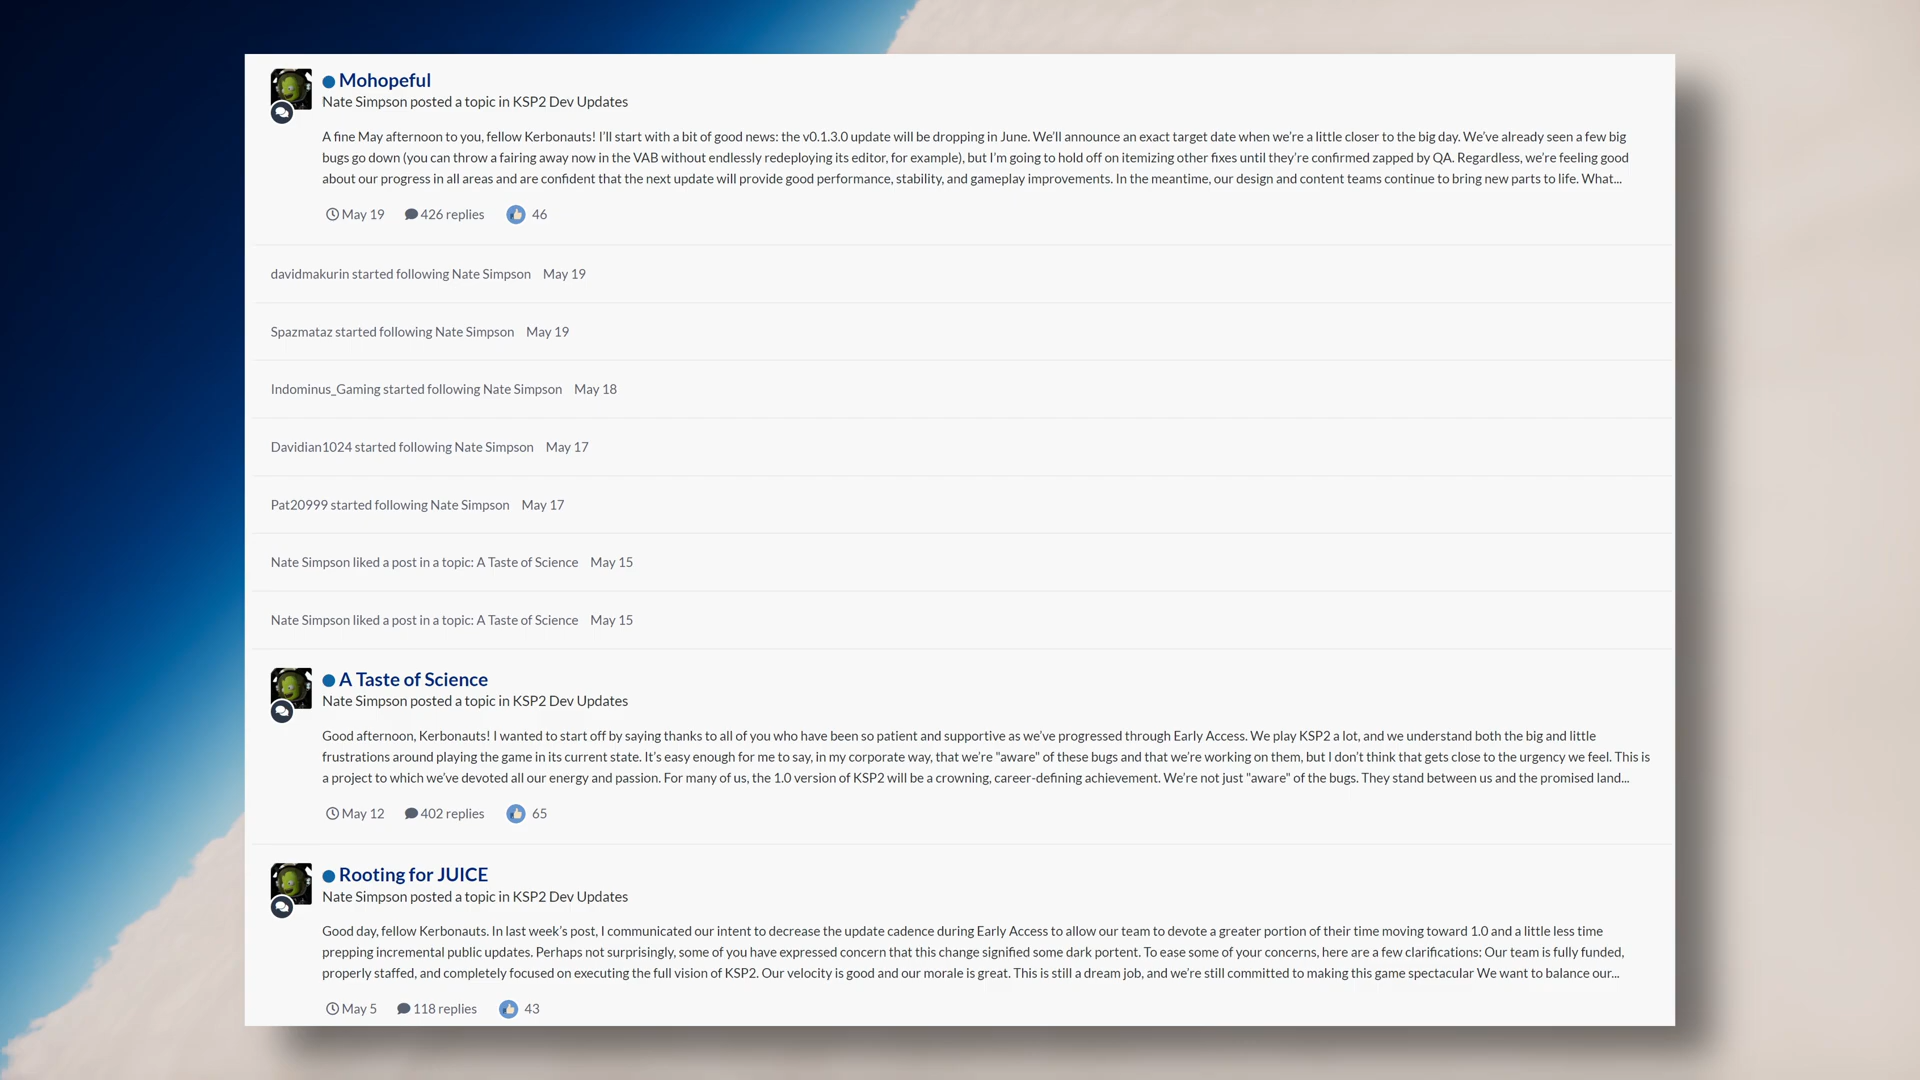 Mohopeful
Nate Simpson posted a topic in KSP2 Dev Updates
A fine May afternoon to you, fellow Kerbonauts! I’ll start with a bit of good news: the v0.1.3.0 update will be dropping in June. We’ll announce an exact target date when we’re a little closer to the big day. We’ve already seen a few big
bugs go down (you can throw a fairing away now in the VAB without endlessly redeploying its editor, for example), but I’m going to hold off on itemizing other fixes until they’re confirmed zapped by QA. Regardless, we’re feeling good
about our progress in all areas and are confident that the next update will provide good performance, stability, and gameplay improvements. In the meantime, our design and content teams continue to bring new parts to life. What...
May 19 426 replies 46
davidmakurin started following Nate Simpson May 19
Spazmataz started following Nate Simpson May 19
Indominus_Gaming started following Nate Simpson May 18
Davidian1024 started following Nate Simpson May 17
Pat20999 started following Nate Simpson May 17
Nate Simpson liked a post in a topic: A Taste of Science May 15
Nate Simpson liked a post in a topic: A Taste of Science May 15
A Taste of Science
Nate Simpson posted a topic in KSP2 Dev Updates
Good afternoon, Kerbonauts! I wanted to start off by saying thanks to all of you who have been so patient and supportive as we’ve progressed through Early Access. We play KSP2 a lot, and we understand both the big and little
frustrations around playing the game in its current state. It’s easy enough for me to say, in my corporate way, that we’re "aware" of these bugs and that we’re working on them, but I don’t think that gets close to the urgency we feel. This is
a project to which we’ve devoted all our energy and passion. For many of us, the 1.0 version of KSP2 will be a crowning, career-defining achievement. We’re not just "aware" of the bugs. They stand between us and the promised land...
May 12 402 replies 65
Rooting for JUICE
Nate Simpson posted a topic in KSP2 Dev Updates
Good day, fellow Kerbonauts. In last week’s post, I communicated our intent to decrease the update cadence during Early Access to allow our team to devote a greater portion of their time moving toward 1.0 and a little less time
prepping incremental public updates. Perhaps not surprisingly, some of you have expressed concern that this change signified some dark portent. To ease some of your concerns, here are a few clarifications: Our team is fully funded,
properly staffed, and completely focused on executing the full vision of KSP2. Our velocity is good and our morale is great. This is still a dream job, and we’re still committed to making this game spectacular We want to balance our...
May 5 118 replies 43